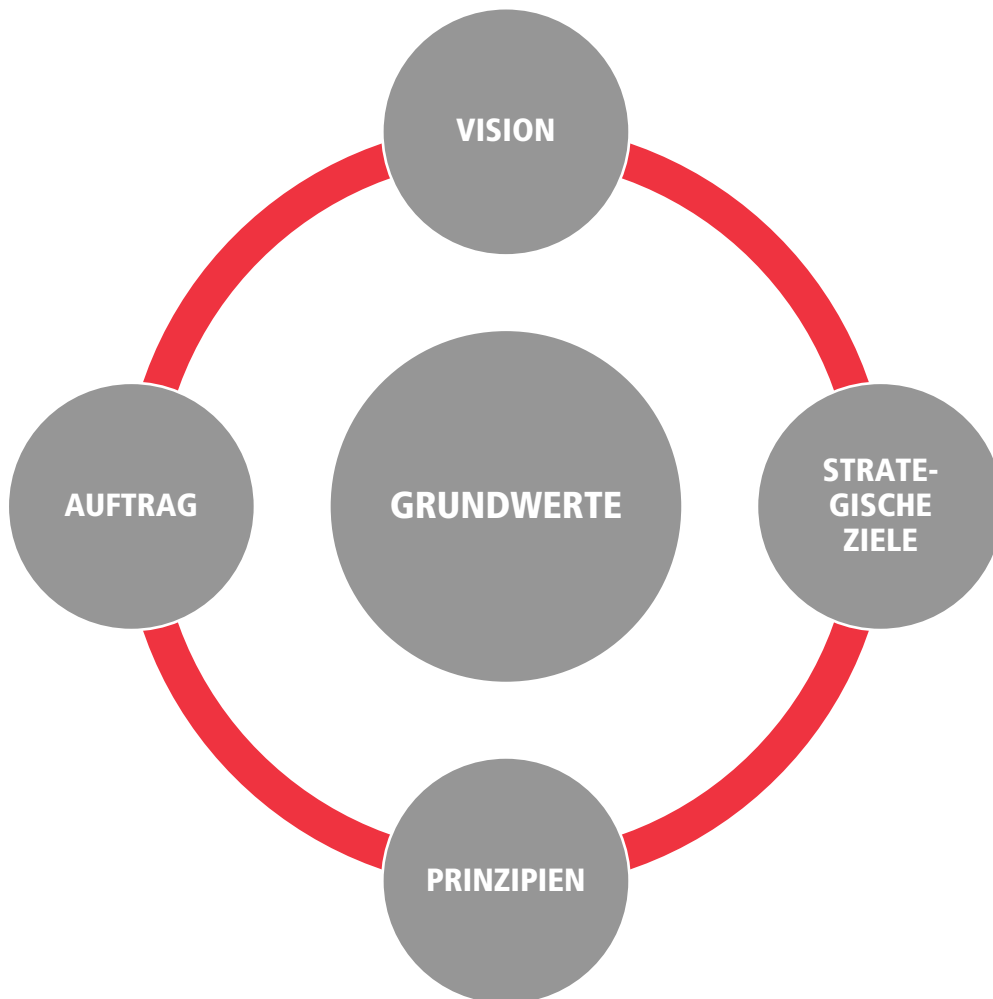 VISION
AUFTRAG
GRUNDWERTE
STRATE-
GISCHE
ZIELE
PRINZIPIEN